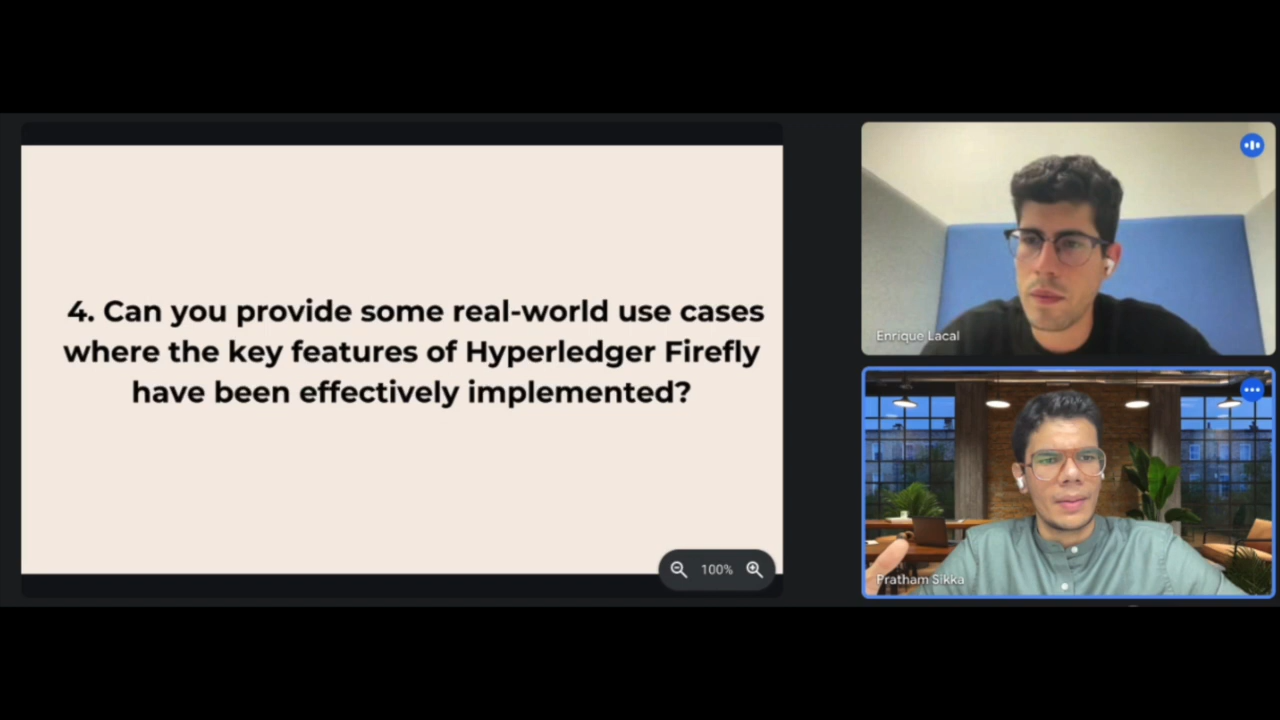 4. Can you provide some real-world use cases
where the key features of Hyperledger Firefly
have been effectively implemented?
100%
Enrique Lacal
Pratham Sikka